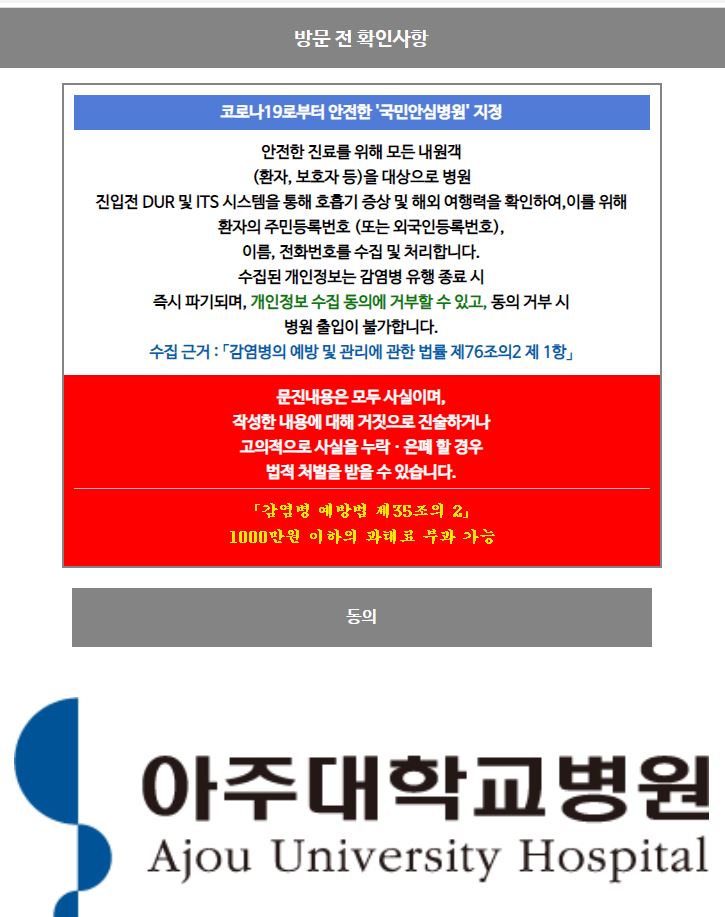 방문 전 확인사항
코로나19로부터 안전한 '국민안심병원' 지정
안전한 진료를 위해 모든 내원객
(환자, 보호자 등)을 대상으로 병원
진입전 DUR 및 ITS 시스템을 통해 호흡기 증상 및 해외 여행력을 확인하여,이를 위해
환자의 주민등록번호 (또는 외국인등록번호),
이름, 전화번호를 수집 및 처리합니다.
수집된 개인정보는 감염병 유행 종료 시
즉시 파기되며, 개인정보 수집 동의에 거부할 수 있고, 동의 거부 시
병원 출입이 불가합니다.
수집 근거 : 「감염병의 예방 및 관리에 관한 법률 제76조의2 제 1항」
문진내용은 모두 사실이며,
작성한 내용에 대해 거짓으로 진술하거나
고의적으로 사실을 누락 · 은폐 할 경우
법적 처벌을 받을 수 있습니다.
「감염병 예방법 제35조의 2」
1000만원 이하의 과태료 부과 가능
동의
아주대학교병원
Ajou University Hospital